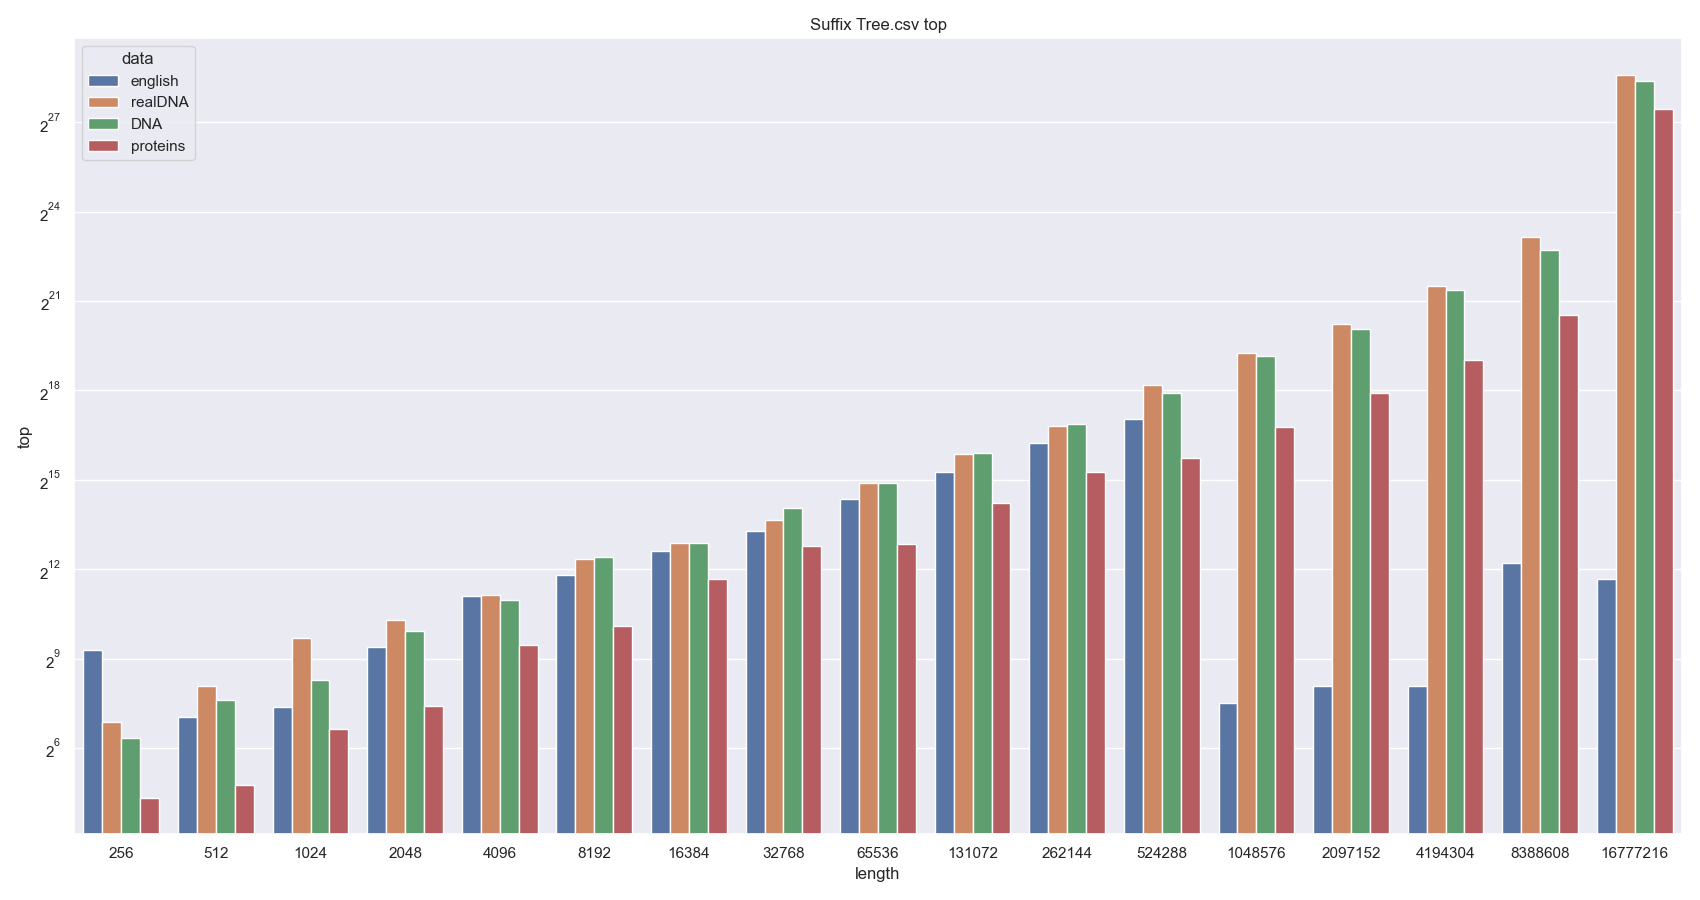 Suffix Tree.csv top
data
english
realDNA
DNA
proteins
2^27
2^24
2^21
2^18
2^15
2^12
2^9
2^6
top
256 512 1024 2048 4096 8192 16384 32768 65536 131072 262144 524288 1048576 2097152 4194304 8388608 16777216
length